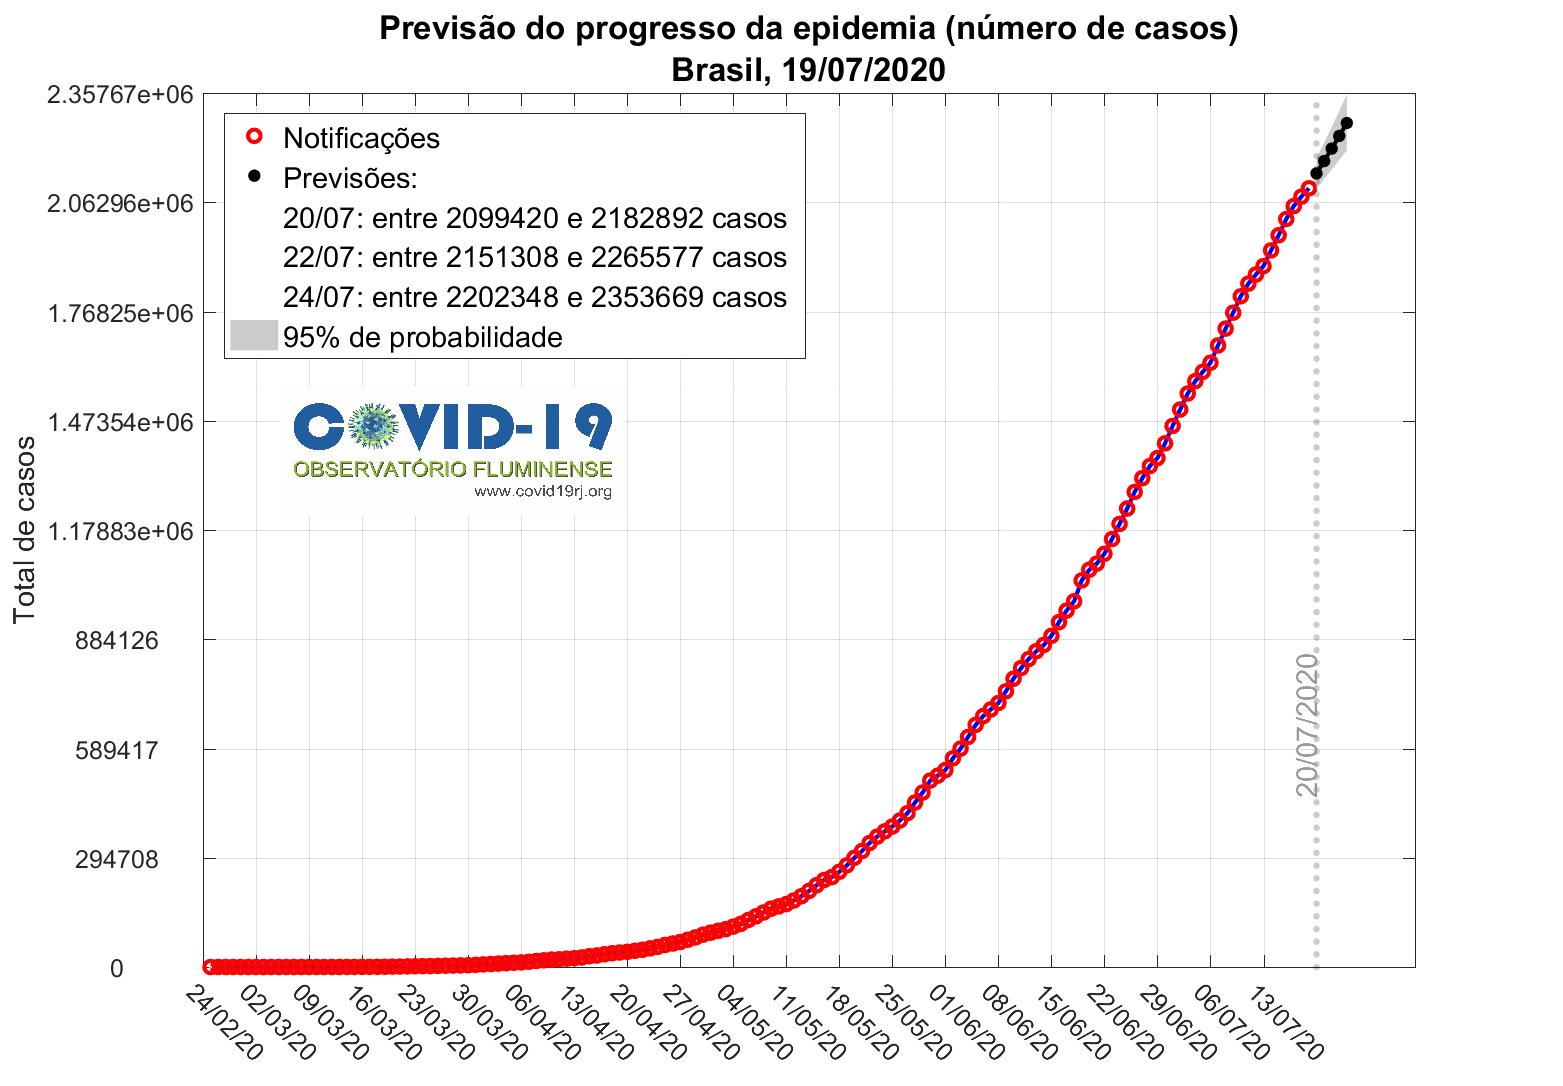 Previsão do progresso da epidemia (número de casos)
Brasil, 19/07/2020
2.35767e+06
2.06296e+06
1.76825e+06
1.47354e+06
1.17883e+06
884126
589417
294708
0
Total de casos
Notificações
Previsões:
20/07: entre 2099420 e 2182892 casos
22/07: entre 2151308 e 2265577 casos
24/07: entre 2202348 e 2353669 casos
95% de probabilidade
COVID-19
OBSERVATÓRIO FLUMINENSE
www.covid19rj.org
20/07/2020
24/02/20
02/03/20
09/03/20
16/03/20
23/03/20
30/03/20
06/04/20
13/04/20
20/04/20
27/04/20
04/05/20
11/05/20
18/05/20
25/05/20
01/06/20
08/06/20
15/06/20
22/06/20
29/06/20
06/07/20
13/07/20